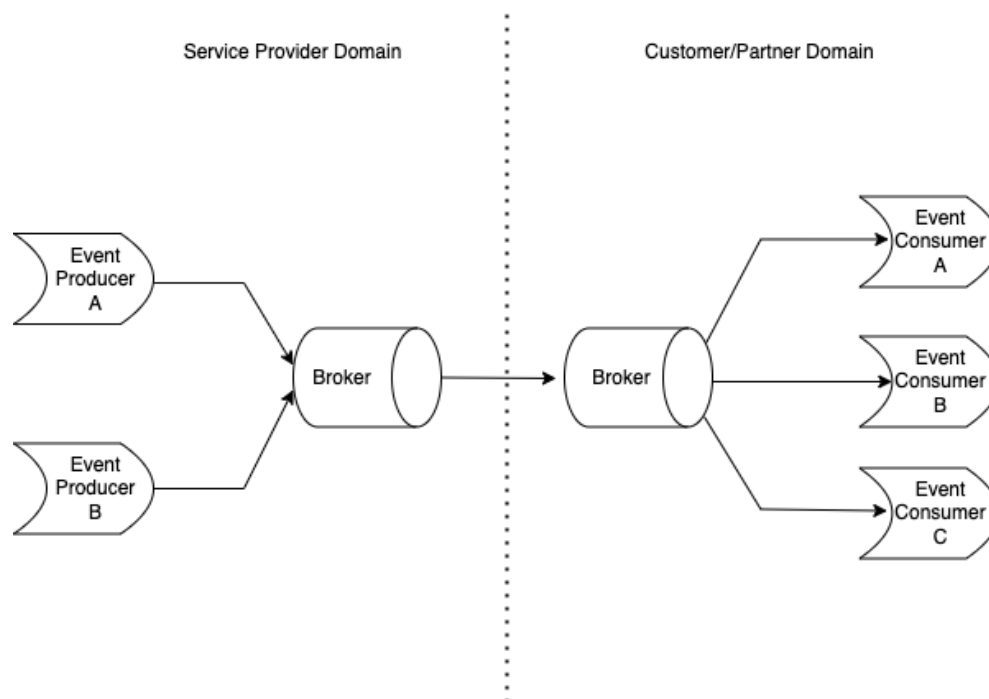 Service Provider Domain
Customer/Partner Domain
Event
Producer
A
Event
Producer
B
Broker
Broker
Event
Consumer
A
Event
Consumer
B
Event
Consumer
C